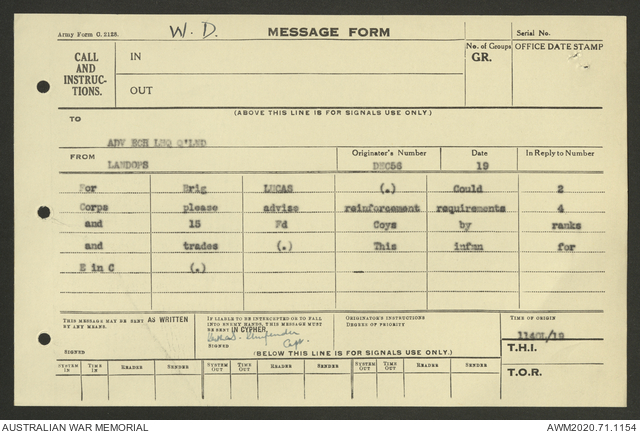 Army Form C. 2128. W.D. MESSAGE FORM Serial No.
CALL AND INSTRUCTIONS. IN No. of Groups GR. OFFICE DATE STAMP
OUT
(ABOVE THIS LINE IS FOR SIGNALS USE ONLY.)
TO ADV ECH LHQ Q'LND
FROM LANDOPS Originator's Number DEC56 Date 19 In Reply to Number
For Brig LUCAS (.) Could 2
Corps please advise reinforcement requirements 4
and 15 Fd Coys by ranks
and trades (.) This infmn for
E in C (.)
THIS MESSAGE MAY BE SENT AS WRITTEN BY ANY MEANS. IF LIABLE TO BE INTERCEPTED OR TO FALL INTO ENEMY HANDS, THIS MESSAGE MUST BE SENT IN CYPHER. ORIGINATOR'S INSTRUCTIONS DEGREE OF PRIORITY TIME OF ORIGIN
1140L/19
SIGNED SIGNED Capt. T.H.I.
(BELOW THIS LINE IS FOR SIGNALS USE ONLY.)
SYSTEM IN TIME IN READER SENDER SYSTEM OUT TIME OUT READER SENDER SYSTEM OUT TIME OUT READER SENDER T.O.R.
AUSTRALIAN WAR MEMORIAL AWM2020.71.1154